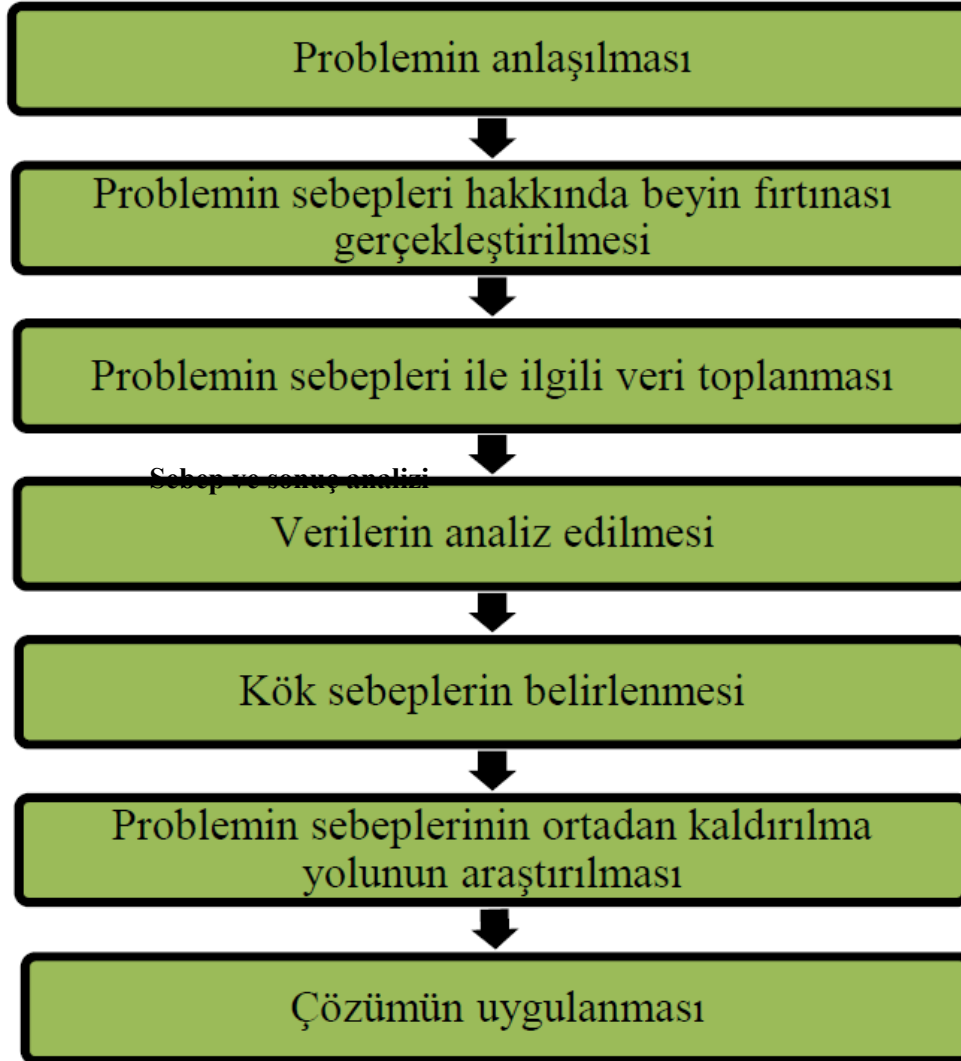 Problemin anlaşılması
Problemin sebepleri hakkında beyin fırtınası
gerçekleştirilmesi
Problemin sebepleri ile ilgili veri toplanması
Sebep ve sonuç analizi
Verilerin analiz edilmesi
Kök sebeplerin belirlenmesi
Problemin sebeplerinin ortadan kaldırılma
yolunun araştırılması
Çözümün uygulanması